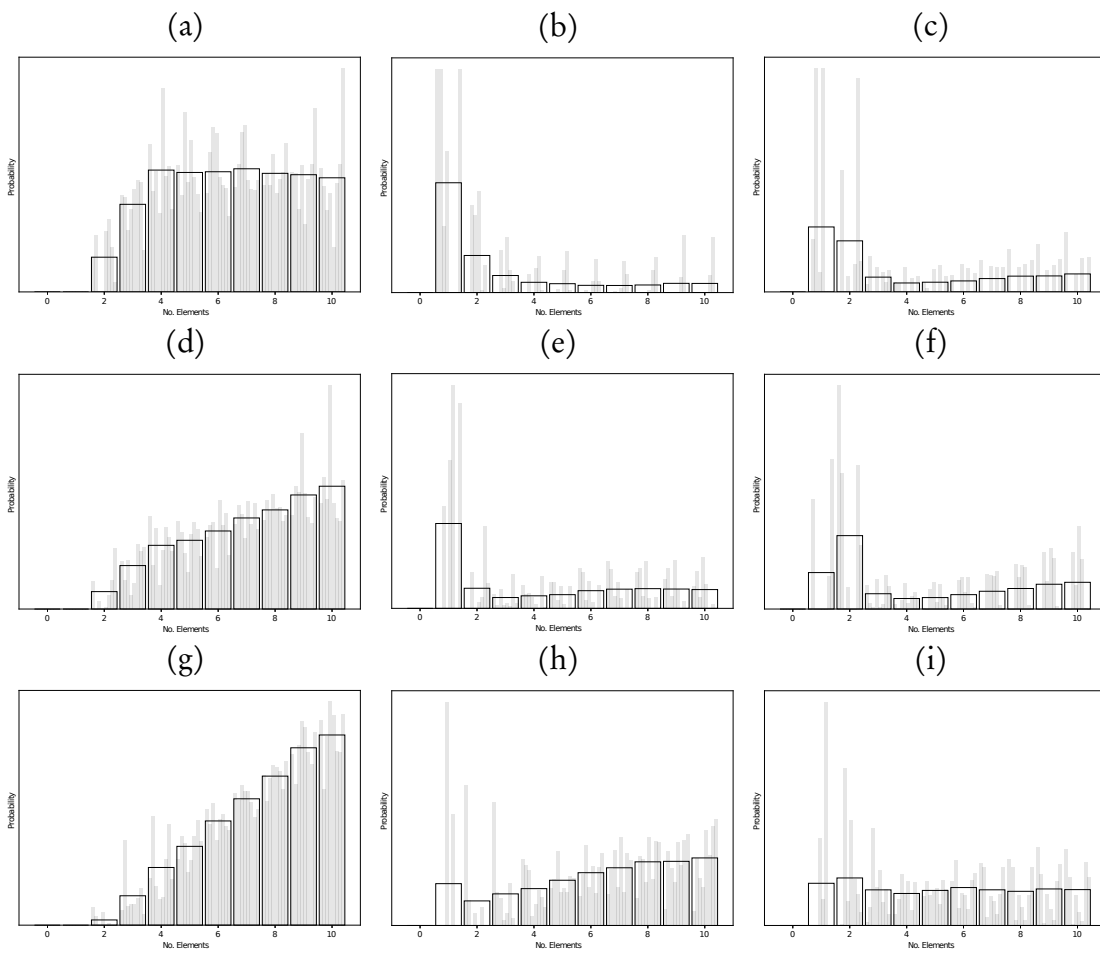 (a) (b) (c)
Probability Probability Probability
0 2 4 6 8 10 0 2 4 6 8 10 0 2 4 6 8 10
No. Elements No. Elements No. Elements
(d) (e) (f)
Probability Probability Probability
0 2 4 6 8 10 0 2 4 6 8 10 0 2 4 6 8 10
No. Elements No. Elements No. Elements
(g) (h) (i)
Probability Probability Probability
0 2 4 6 8 10 0 2 4 6 8 10 0 2 4 6 8 10
No. Elements No. Elements No. Elements